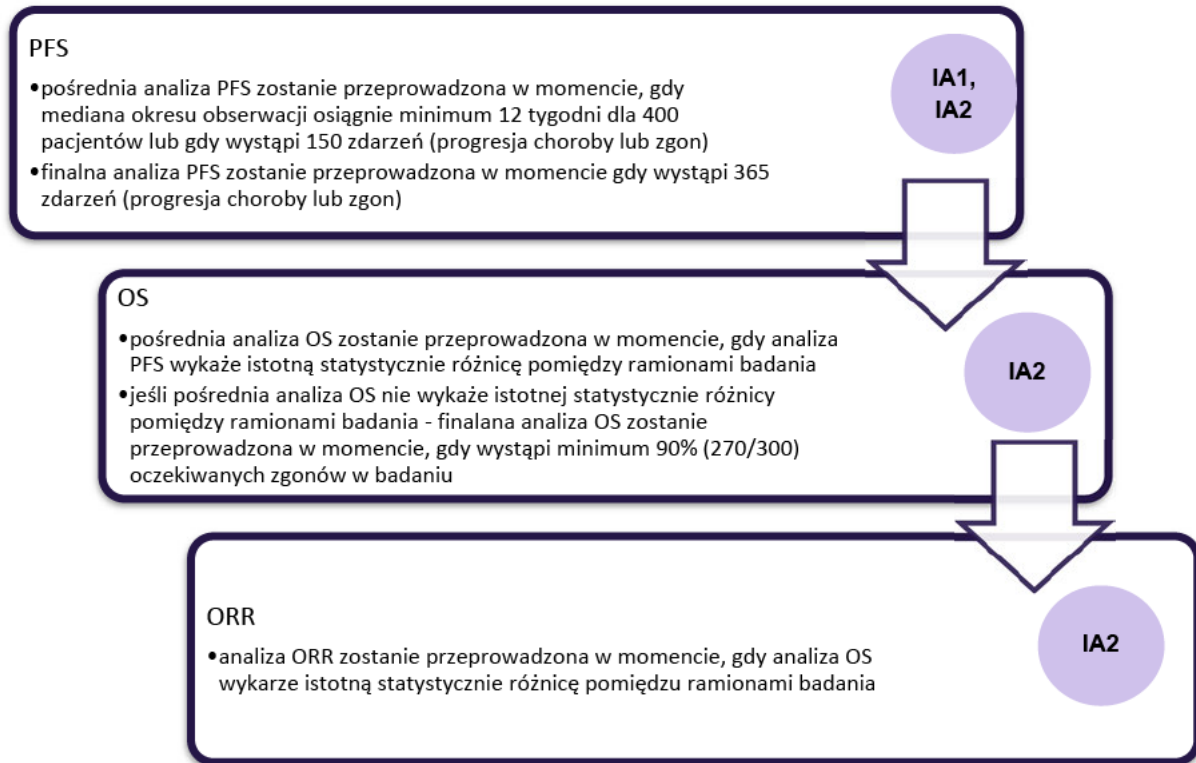 PFS
•pośrednia analiza PFS zostanie przeprowadzona w momencie, gdy
mediana okresu obserwacji osiągnie minimum 12 tygodni dla 400
pacjentów lub gdy wystąpi 150 zdarzeń (progresja choroby lub zgon)
•finalna analiza PFS zostanie przeprowadzona w momencie gdy wystąpi 365
zdarzeń (progresja choroby lub zgon)
IA1,
IA2
OS
•pośrednia analiza OS zostanie przeprowadzona w momencie, gdy analiza
PFS wykaże istotną statystycznie różnicę pomiędzy ramionami badania
•jeśli pośrednia analiza OS nie wykaże istotnej statystycznie różnicy
pomiędzy ramionami badania - finalana analiza OS zostanie
przeprowadzona w momencie, gdy wystąpi minimum 90% (270/300)
oczekiwanych zgonów w badaniu
IA2
ORR
•analiza ORR zostanie przeprowadzona w momencie, gdy analiza OS
wykarze istotną statystycznie różnicę pomiędzu ramionami badania
IA2